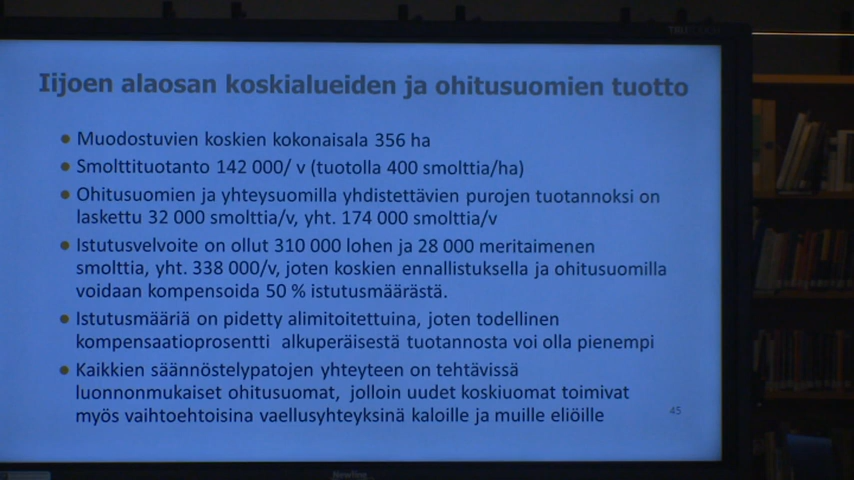 Iijoen alaosan koskialueiden ja ohitusuomien tuotto
● Muodostuvien koskien kokonaisala 356 ha
● Smolttituotanto 142 000/ v (tuotolla 400 smolttia/ha)
● Ohitusuomien ja yhteysuomilla yhdistettävien purojen tuotannoksi on
laskettu 32 000 smolttia/v, yht. 174 000 smolttia/v
● Istutusvelvoite on ollut 310 000 lohen ja 28 000 meritaimenen
smolttia, yht. 338 000/v, joten koskien ennallistuksella ja ohitusuomilla
voidaan kompensoida 50 % istutusmäärästä.
● Istutusmääriä on pidetty alimitoitettuina, joten todellinen
kompensaatioprosentti alkuperäisestä tuotannosta voi olla pienempi
● Kaikkien säännöstelypatojen yhteyteen on tehtävissä
luonnonmukaiset ohitusuomat, jolloin uudet koskiuomat toimivat
myös vaihtoehtoisina vaellusyhteyksinä kaloille ja muille eliöille
45